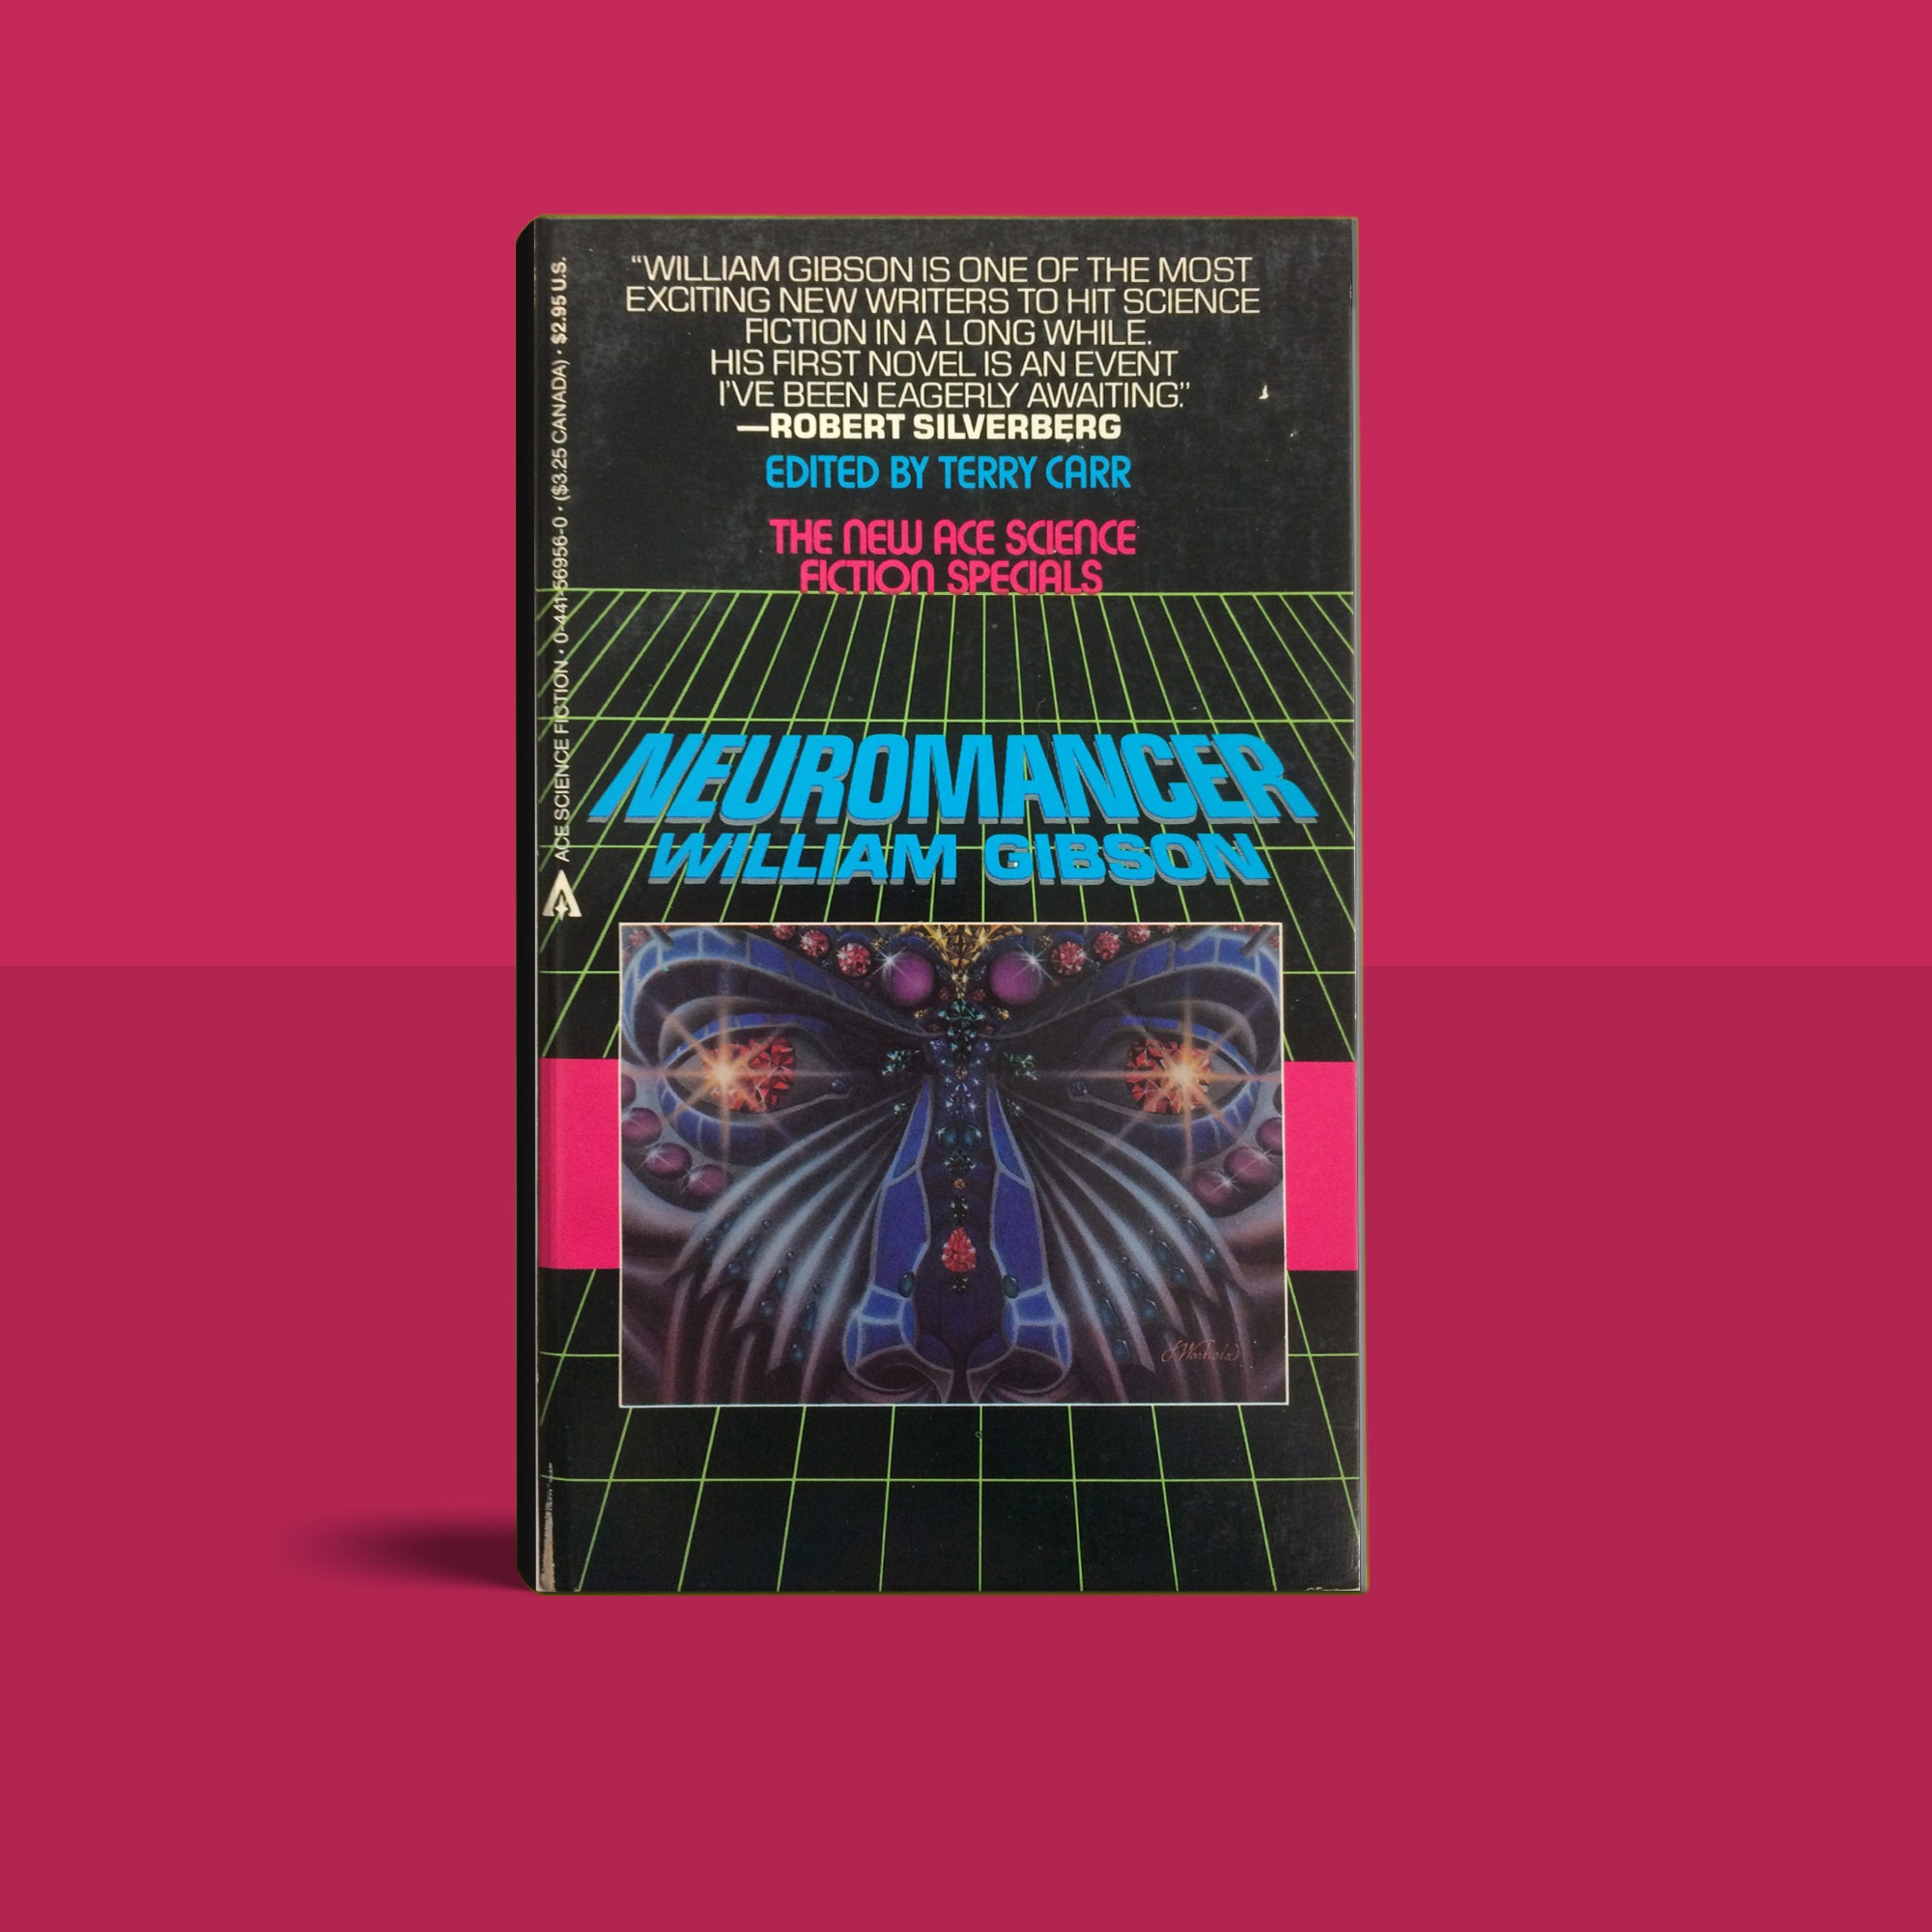 “WILLIAM GIBSON IS ONE OF THE MOST
EXCITING NEW WRITERS TO HIT SCIENCE
FICTION IN A LONG WHILE.
HIS FIRST NOVEL IS AN EVENT
I’VE BEEN EAGERLY AWAITING.”
—ROBERT SILVERBERG
EDITED BY TERRY CARR
THE NEW ACE SCIENCE
FICTION SPECIALS
ACE SCIENCE FICTION • 0-441-56956-0 • ($3.25 CANADA) • $2.95 U.S.
NEUROMANCER
WILLIAM GIBSON
J. Warhola